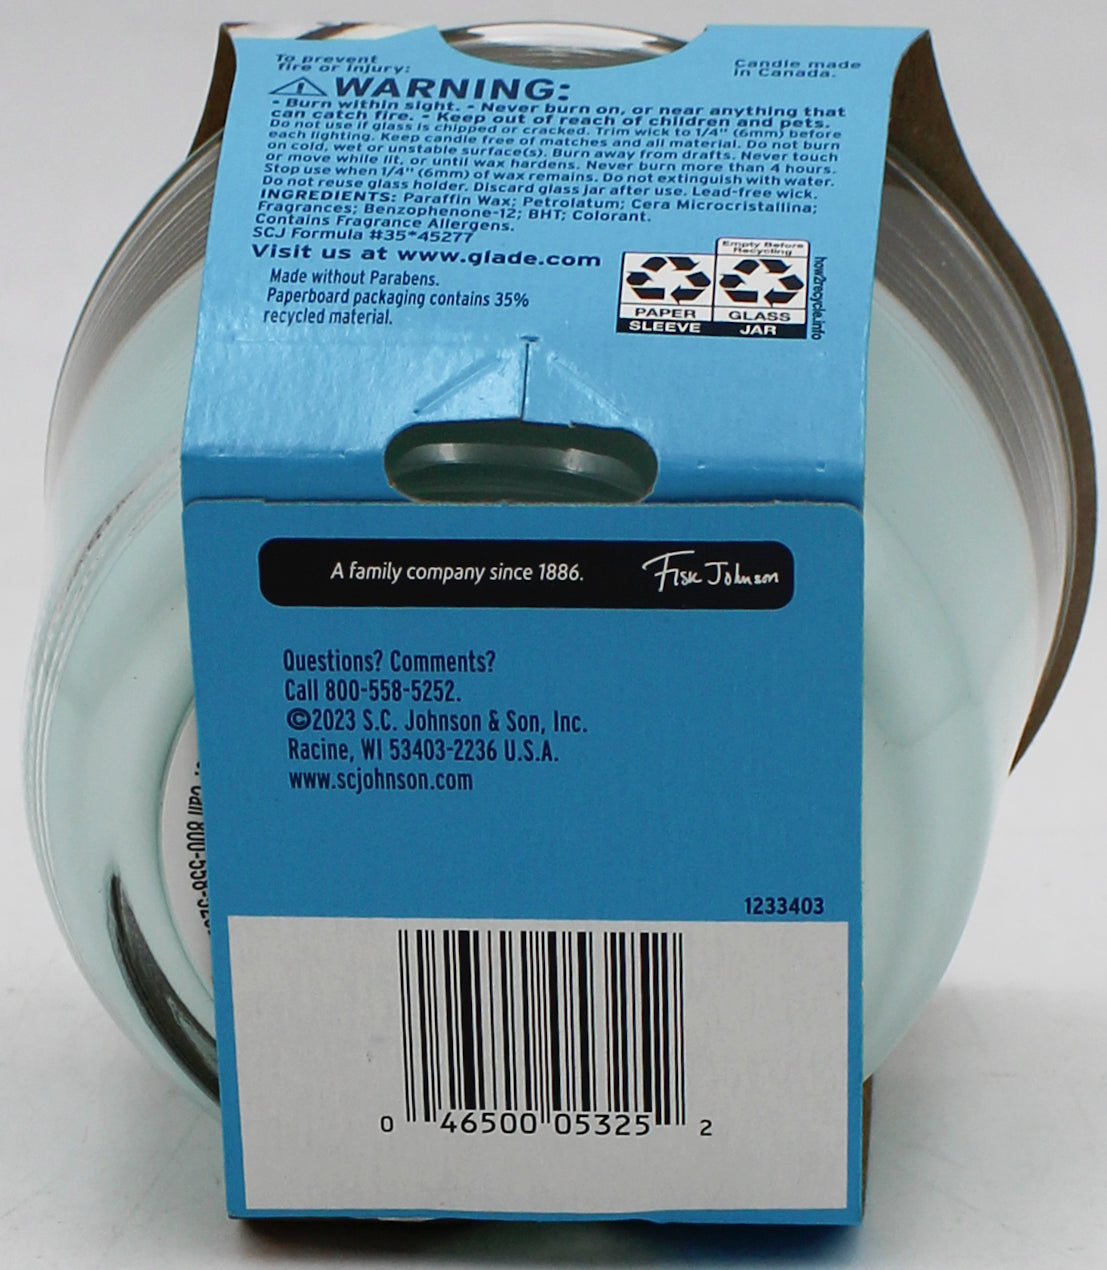 To prevent
fire or injury:
Candle made
in Canada.
WARNING:
- Burn within sight. - Never burn on, or near anything that
can catch fire. - Keep out of reach of children and pets.
Do not use if glass is chipped or cracked. Trim wick to 1/4" (6mm) before
each lighting. Keep candle free of matches and all material. Do not burn
on cold, wet or unstable surface(s). Burn away from drafts. Never touch
or move while lit, or until wax hardens. Never burn more than 4 hours.
Stop use when 1/4" (6mm) of wax remains. Do not extinguish with water.
Do not reuse glass holder. Discard glass jar after use. Lead-free wick.
INGREDIENTS: Paraffin Wax; Petrolatum; Cera Microcristallina;
Fragrances; Benzophenone-12; BHT; Colorant.
Contains Fragrance Allergens.
SCJ Formula #35*45277
Visit us at www.glade.com
Made without Parabens.
Paperboard packaging contains 35%
recycled material.
Empty Before
Recycling
PAPER
GLASS
SLEEVE
JAR
how2recycle.info
A family company since 1886.
Fisk Johnson
Questions? Comments?
Call 800-558-5252.
©2023 S.C. Johnson & Son, Inc.
Racine, WI 53403-2236 U.S.A.
www.scjohnson.com
1233403
0 46500 05325 2